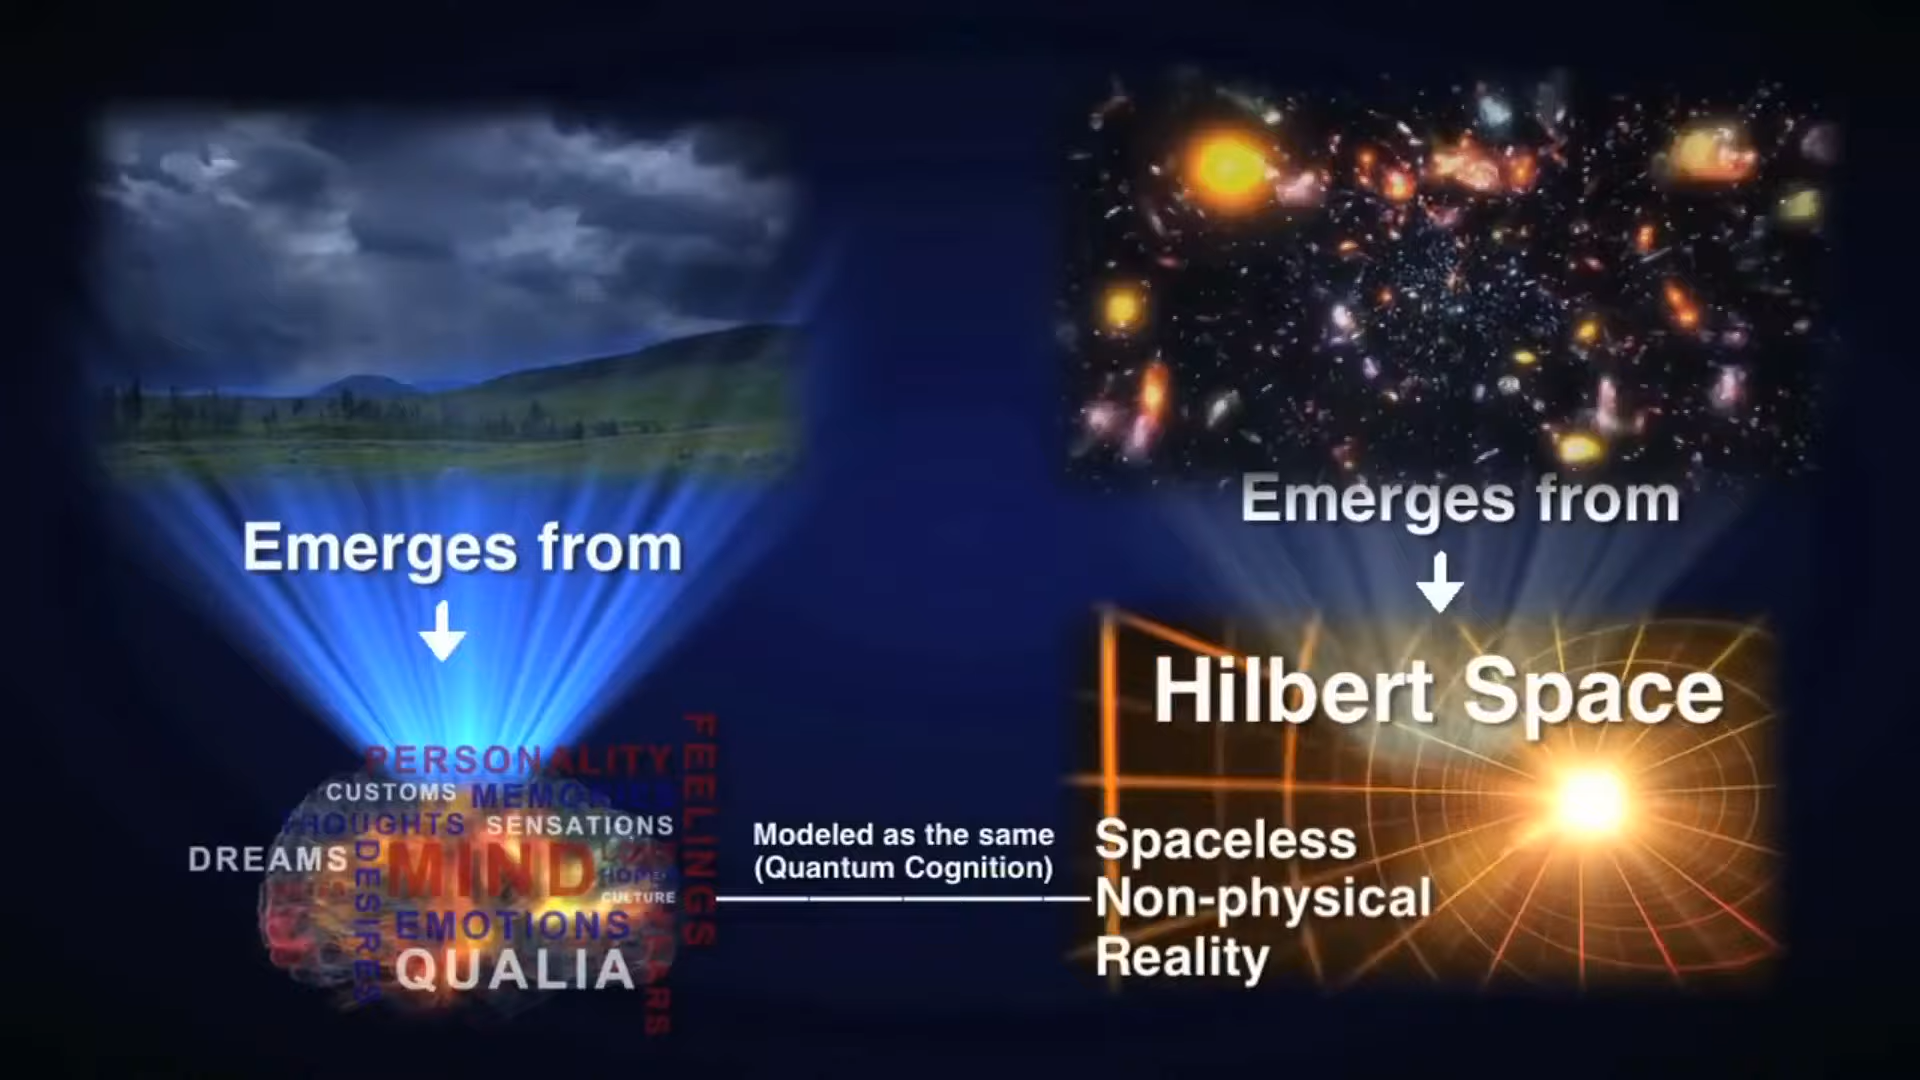 Emerges from
PERSONALITY
FEELINGS
CUSTOMS
MEMORIES
THOUGHTS
SENSATIONS
DREAMS
DESIRES
MIND
CULTURE
EMOTIONS
QUALIA
Modeled as the same
(Quantum Cognition)
Emerges from
Hilbert Space
Spaceless
Non-physical
Reality